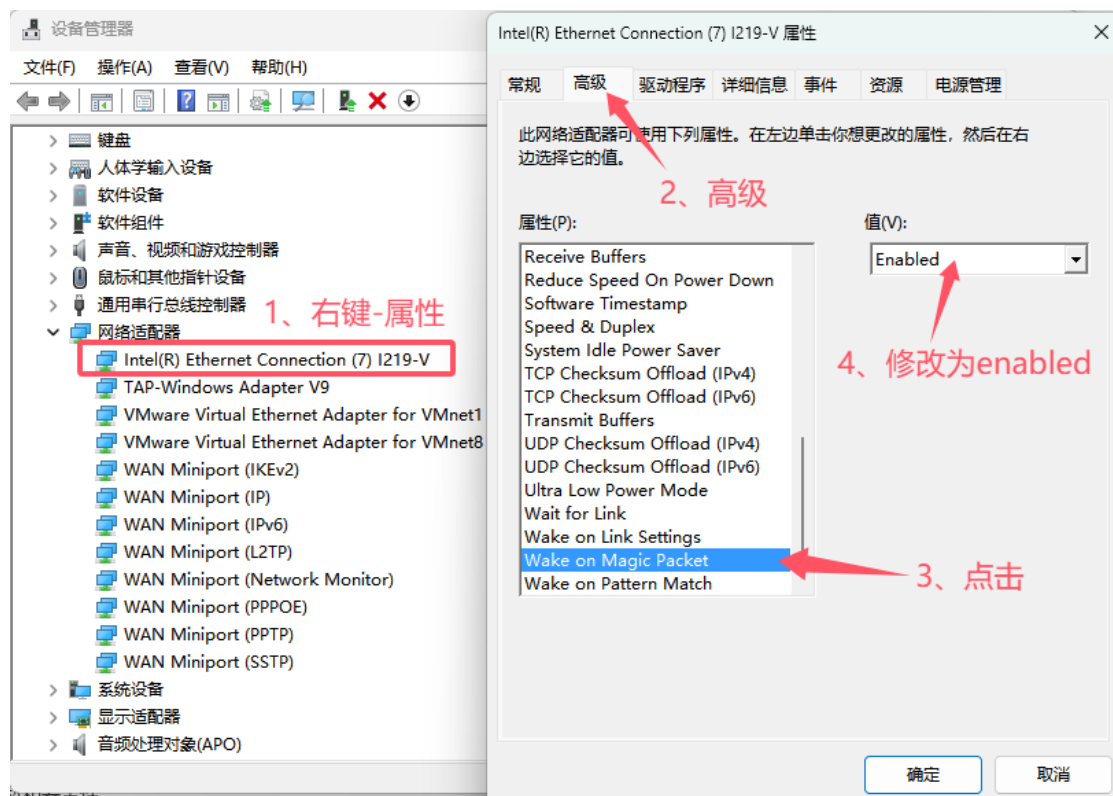 设备管理器
文件(F) 操作(A) 查看(V) 帮助(H)
键盘
人体学输入设备
软件设备
软件组件
声音、视频和游戏控制器
鼠标和其他指针设备
通用串行总线控制器
1、右键-属性
网络适配器
Intel(R) Ethernet Connection (7) I219-V
TAP-Windows Adapter V9
VMware Virtual Ethernet Adapter for VMnet1
VMware Virtual Ethernet Adapter for VMnet8
WAN Miniport (IKEv2)
WAN Miniport (IP)
WAN Miniport (IPv6)
WAN Miniport (L2TP)
WAN Miniport (Network Monitor)
WAN Miniport (PPPOE)
WAN Miniport (PPTP)
WAN Miniport (SSTP)
系统设备
显示适配器
音频处理对象(APO)
Intel(R) Ethernet Connection (7) I219-V 属性
常规 高级 驱动程序 详细信息 事件 资源 电源管理
此网络适配器可使用下列属性。在左边单击你想更改的属性，然后在右
边选择它的值。
2、高级
属性(P):
值(V):
Receive Buffers
Reduce Speed On Power Down
Software Timestamp
Speed & Duplex
System Idle Power Saver
TCP Checksum Offload (IPv4)
TCP Checksum Offload (IPv6)
Transmit Buffers
UDP Checksum Offload (IPv4)
UDP Checksum Offload (IPv6)
Ultra Low Power Mode
Wait for Link
Wake on Link Settings
Wake on Magic Packet
Wake on Pattern Match
Enabled
4、修改为enabled
3、点击
确定 取消